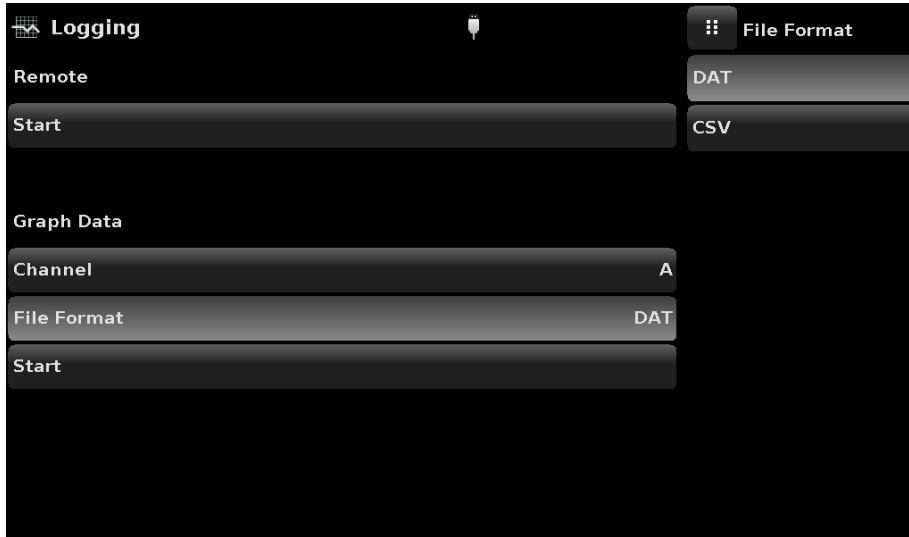 Logging
Remote
Start
Graph Data
Channel A
File Format DAT
Start
File Format
DAT
CSV